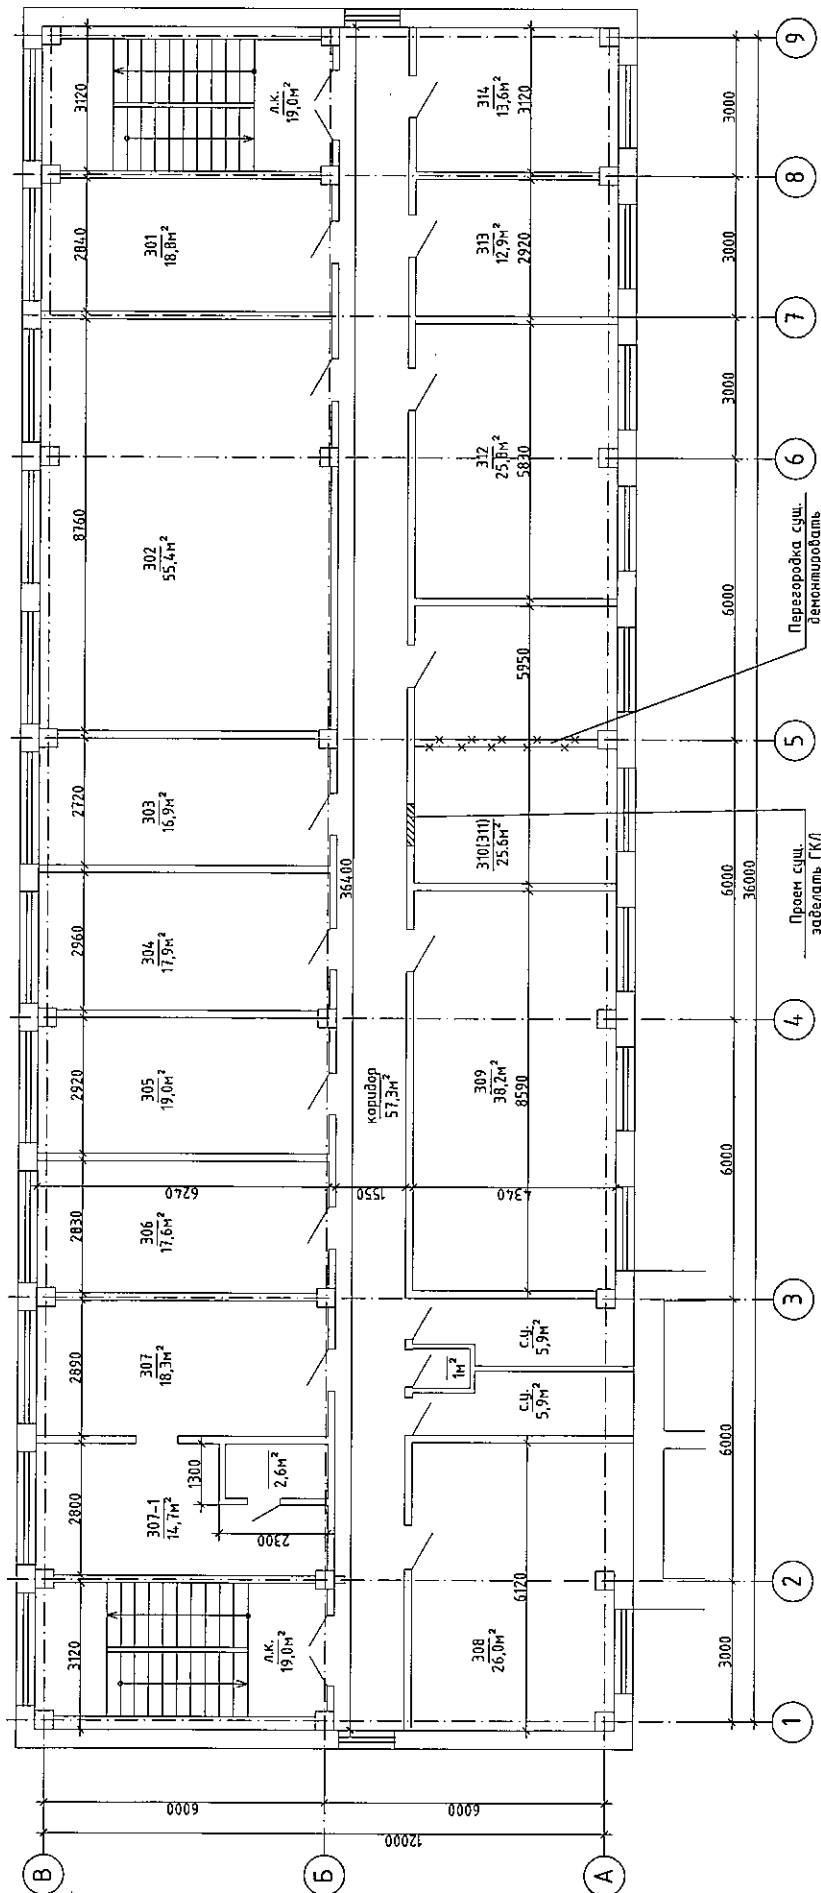 3120
л.к.
19,0м²
2840
301
18,8м²
8760
302
55,4м²
2720
303
16,9м²
2960
304
17,9м²
2920
305
19,0м²
2830
306
17,6м²
2890
307
18,3м²
2800
307-1
14,7м²
1300
2,6м²
2300
3120
л.к.
19,0м²
36400
коридор
57,3м²
6240
1550
4340
314
13,6м²
3120
313
12,9м²
2920
312
25,8м²
5830
5950
310(311)
25.6м²
309
38,2м²
8590
с.у.
5,9м²
1м²
с.у.
5,9м²
6120
308
26,0м²
3000
3000
3000
6000
6000
6000
6000
3000
36000
Перегородка сущ.
демонтировать
Проем сущ.
заделать ГКЛ
9
8
7
6
5
4
3
2
1
6000
6000
12000
В
Б
А